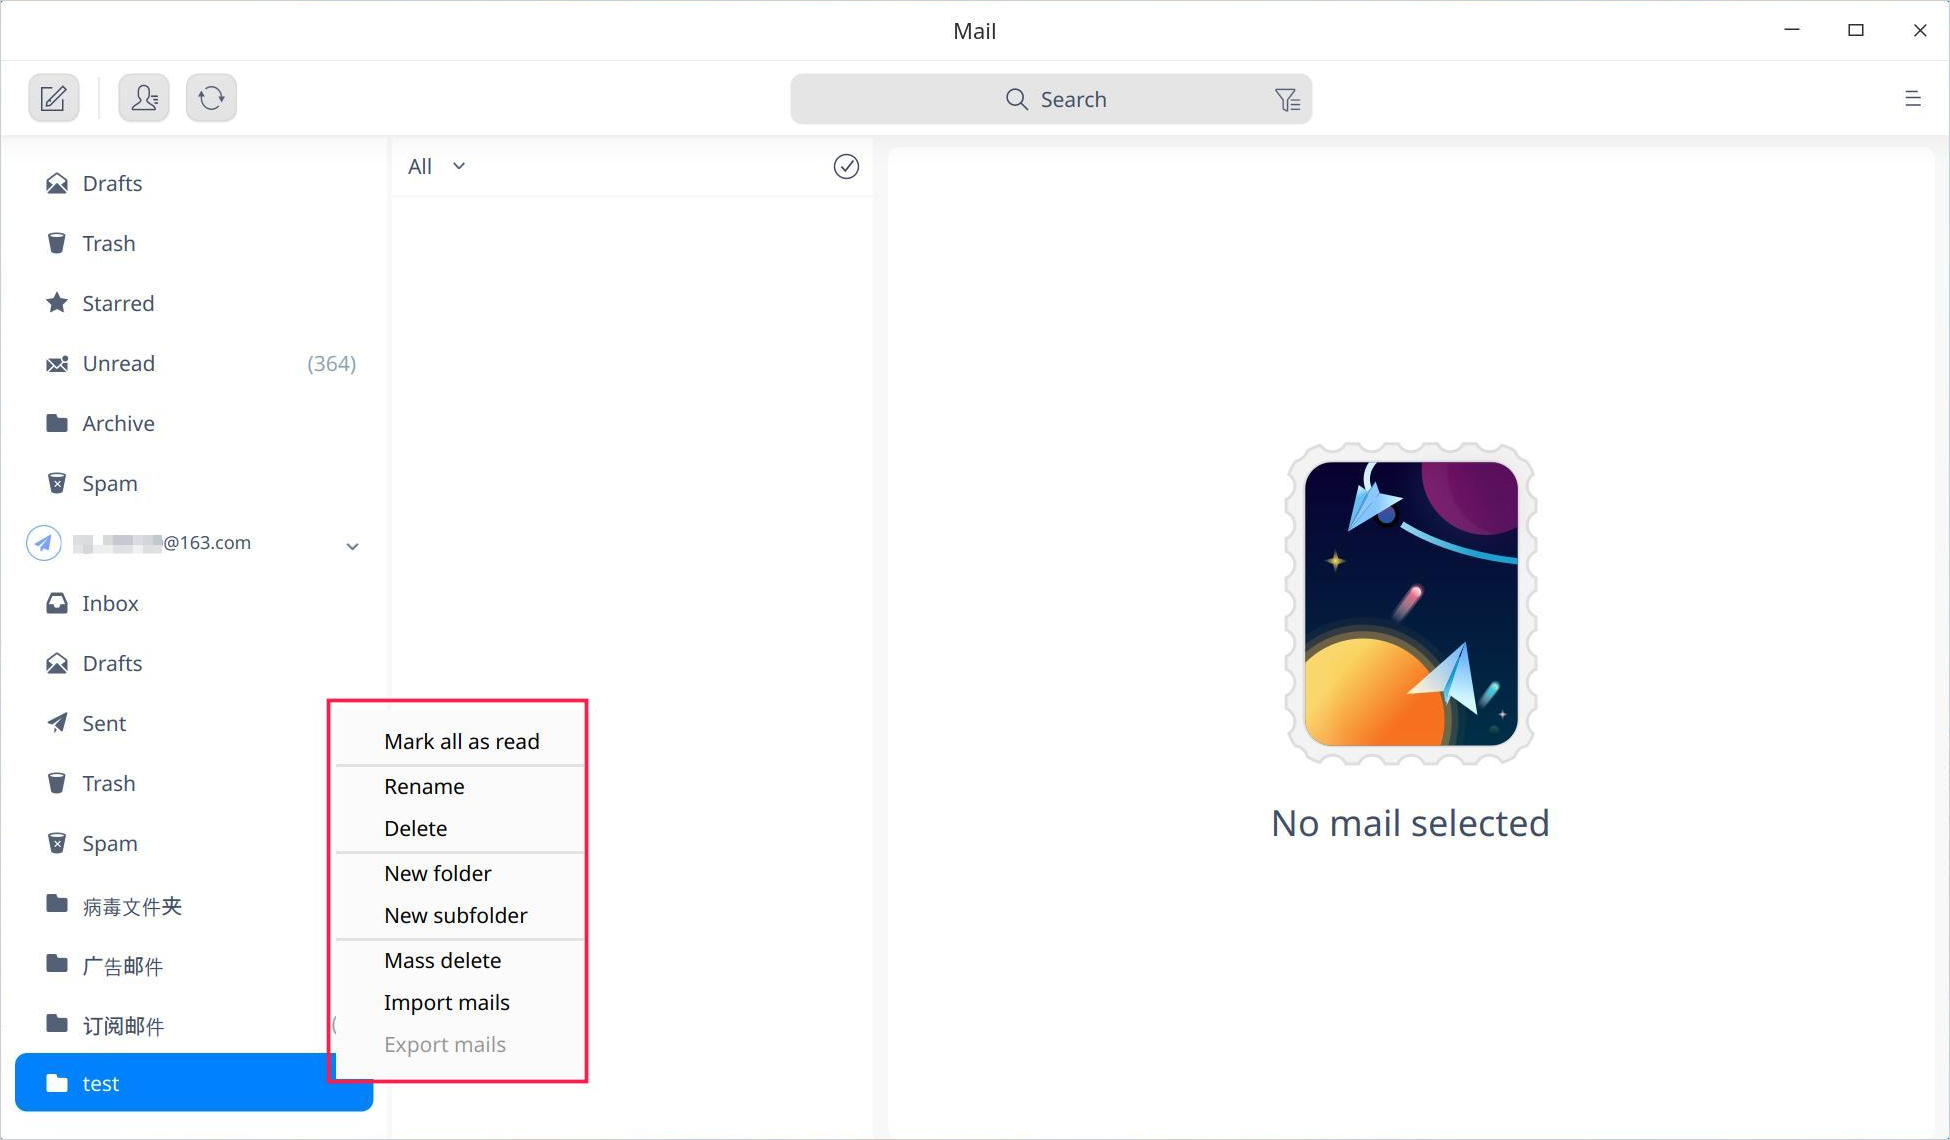 Mail
Search
Drafts
Trash
Starred
Unread (364)
Archive
Spam
@163.com
Inbox
Drafts
Sent
Trash
Spam
病毒文件夹
广告邮件
订阅邮件 (
test
All
Mark all as read
Rename
Delete
New folder
New subfolder
Mass delete
Import mails
Export mails
No mail selected